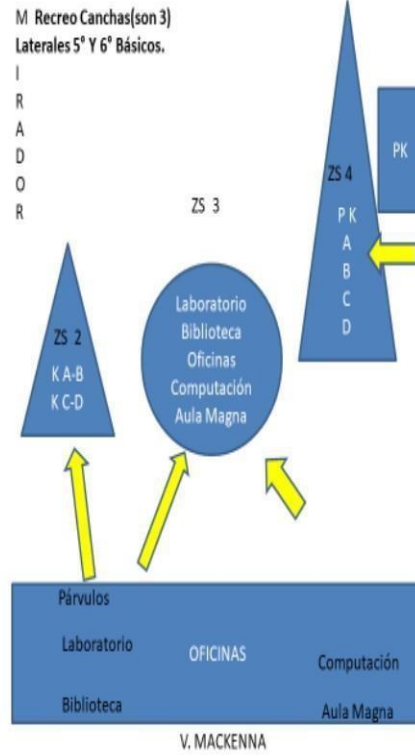 M Recreo Canchas(son 3)
Laterales 5° Y 6° Básicos.
I
R
A
D
O
R
ZS 3
ZS 4
P K
A
B
C
D
PK
ZS 2
K A-B
K C-D
Laboratorio
Biblioteca
Oficinas
Computación
Aula Magna
Párvulos
Laboratorio
Biblioteca
OFICINAS
Computación
Aula Magna
V. MACKENNA